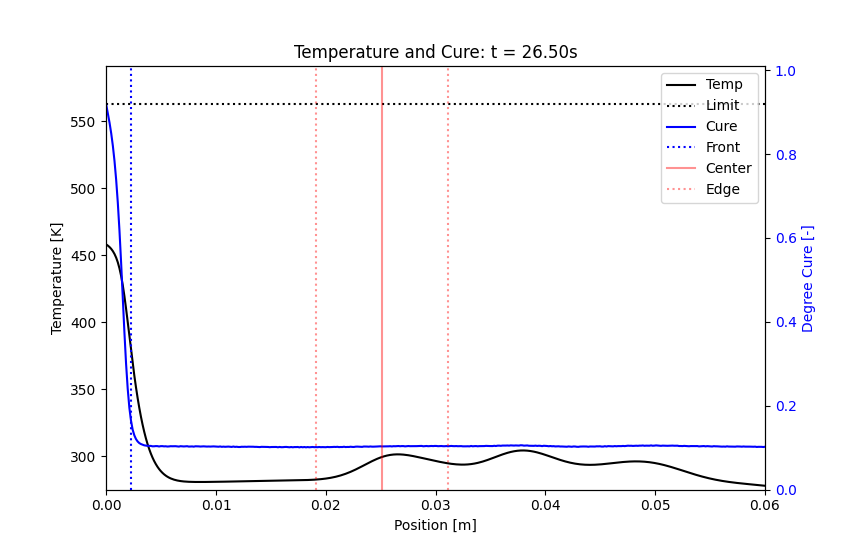 Temperature and Cure: t = 26.50s
Temp
Limit
Cure
Front
Center
Edge
Temperature [K]
550
500
450
400
350
300
Degree Cure [-]
1.0
0.8
0.6
0.4
0.2
0.0
0.00 0.01 0.02 0.03 0.04 0.05 0.06
Position [m]